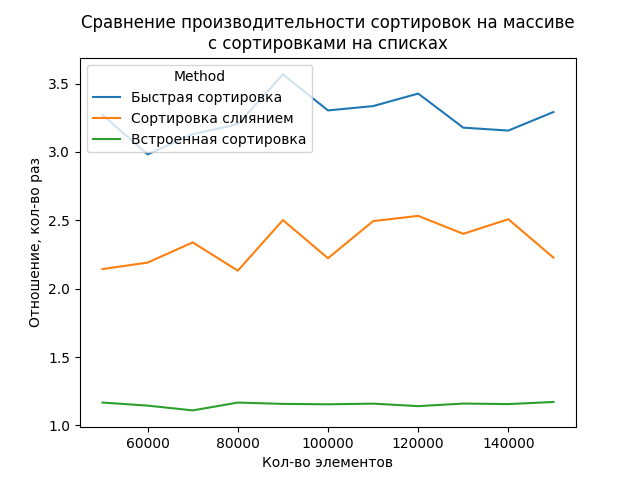 Сравнение производительности сортировок на массиве
с сортировками на списках
Method
Быстрая сортировка
Сортировка слиянием
Встроенная сортировка
Отношение, кол-во раз
3.5
3.0
2.5
2.0
1.5
1.0
60000 80000 100000 120000 140000
Кол-во элементов